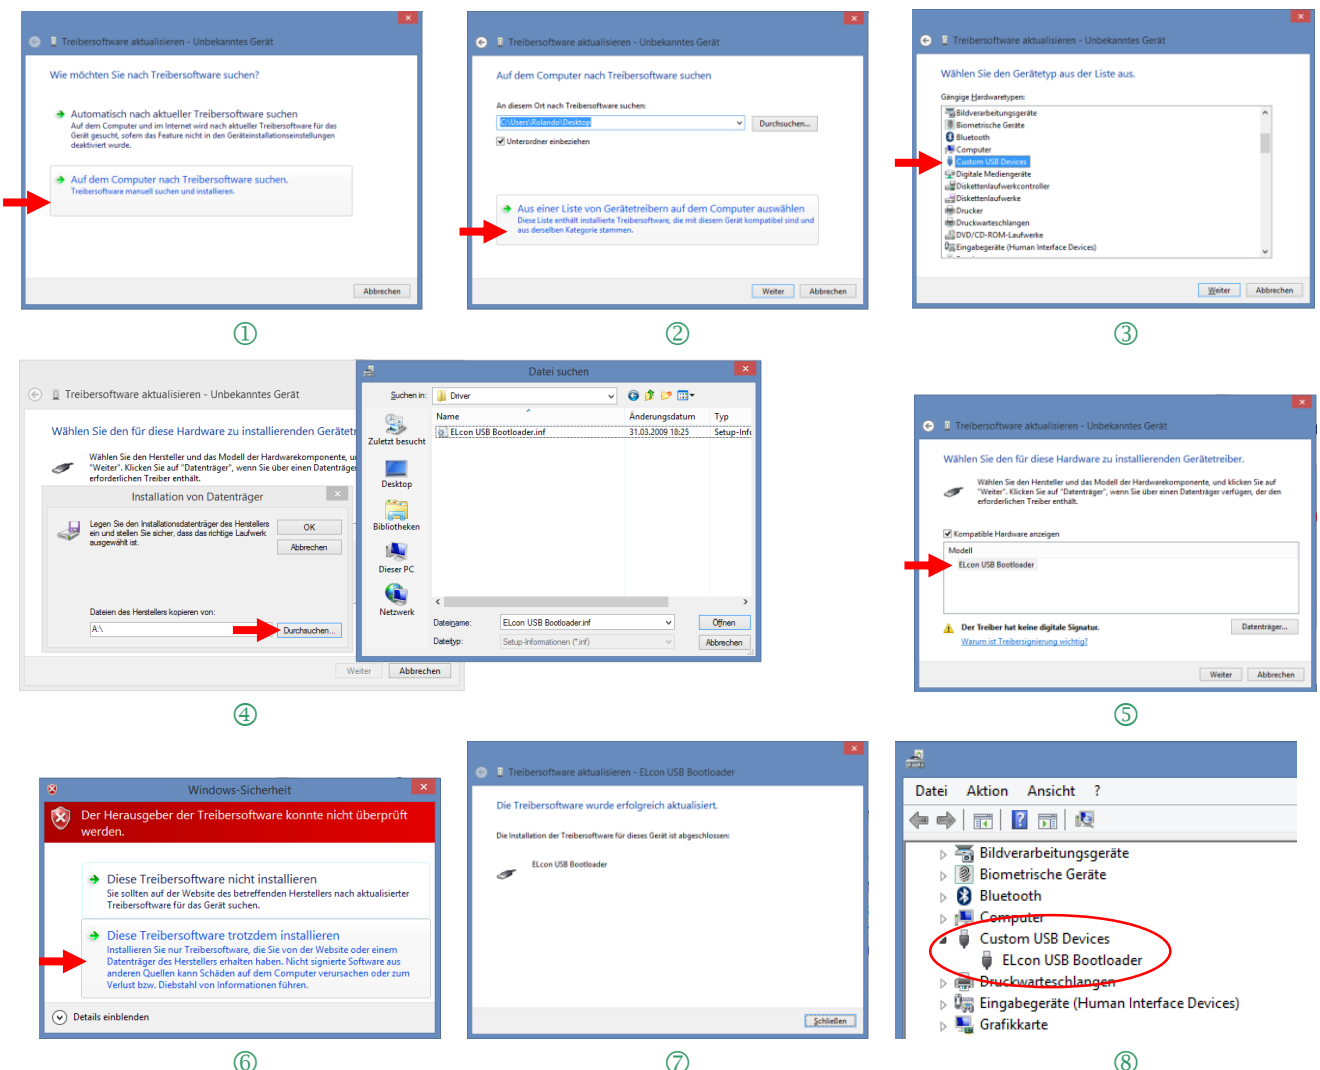 Treibersoftware aktualisieren - Unbekanntes Gerät
Wie möchten Sie nach Treibersoftware suchen?
Automatisch nach aktueller Treibersoftware suchen
Auf dem Computer und im Internet wird nach aktueller Treibersoftware für das
Gerät gesucht, sofern das Feature nicht in den Geräteinstallationseinstellungen
deaktiviert wurde.
Auf dem Computer nach Treibersoftware suchen.
Treibersoftware manuell suchen und installieren.
Abbrechen
①
Treibersoftware aktualisieren - Unbekanntes Gerät
Auf dem Computer nach Treibersoftware suchen
An diesem Ort nach Treibersoftware suchen:
C:\Users\Rolando\Desktop
Durchsuchen...
Unterordner einbeziehen
Aus einer Liste von Gerätetreibern auf dem Computer auswählen
Diese Liste enthält installierte Treibersoftware, die mit diesem Gerät kompatibel sind und
aus derselben Kategorie stammen.
Weiter Abbrechen
②
Treibersoftware aktualisieren - Unbekanntes Gerät
Wählen Sie den Gerätetyp aus der Liste aus.
Gängige Hardwaretypen:
Bildverarbeitungsgeräte
Biometrische Geräte
Bluetooth
Computer
Custom USB Devices
Digitale Mediengeräte
Diskettenlaufwerkcontroller
Diskettenlaufwerke
Drucker
Druckwarteschlangen
DVD/CD-ROM-Laufwerke
Eingabegeräte (Human Interface Devices)
Weiter Abbrechen
③
Treibersoftware aktualisieren - Unbekanntes Gerät
Wählen Sie den für diese Hardware zu installierenden Gerätet
Wählen Sie den Hersteller und das Modell der Hardwarekomponente, u
"Weiter". Klicken Sie auf "Datenträger", wenn Sie über einen Datenträge
erforderlichen Treiber enthält.
Installation von Datenträger
Legen Sie den Installationsdatenträger des Herstellers
ein und stellen Sie sicher, dass das richtige Laufwerk
ausgewählt ist.
OK
Abbrechen
Dateien des Herstellers kopieren von:
A:\
Durchsuchen...
Weiter Abbrechen
Datei suchen
Suchen in: Driver
Name Änderungsdatum Typ
ELcon USB Bootloader.inf 31.03.2009 18:25 Setup-Info
Zuletzt besucht
Desktop
Bibliotheken
Dieser PC
Netzwerk
Dateiname: ELcon USB Bootloader.inf Öffnen
Dateityp: Setup-Informationen (*.inf) Abbrechen
④
Treibersoftware aktualisieren - Unbekanntes Gerät
Wählen Sie den für diese Hardware zu installierenden Gerätetreiber.
Wählen Sie den Hersteller und das Modell der Hardwarekomponente, und klicken Sie auf
"Weiter". Klicken Sie auf "Datenträger", wenn Sie über einen Datenträger verfügen, der den
erforderlichen Treiber enthält.
Kompatible Hardware anzeigen
Modell
ELcon USB Bootloader
Der Treiber hat keine digitale Signatur.
Warum ist Treibersignierung wichtig?
Datenträger...
Weiter Abbrechen
⑤
Windows-Sicherheit
Der Herausgeber der Treibersoftware konnte nicht überprüft
werden.
Diese Treibersoftware nicht installieren
Sie sollten auf der Website des betreffenden Herstellers nach aktualisierter
Treibersoftware für das Gerät suchen.
Diese Treibersoftware trotzdem installieren
Installieren Sie nur Treibersoftware, die Sie von der Website oder einem
Datenträger des Herstellers erhalten haben. Nicht signierte Software aus
anderen Quellen kann Schäden auf dem Computer verursachen oder zum
Verlust bzw. Diebstahl von Informationen führen.
Details einblenden
⑥
Treibersoftware aktualisieren - ELcon USB Bootloader
Die Treibersoftware wurde erfolgreich aktualisiert.
Die Installation der Treibersoftware für dieses Gerät ist abgeschlossen:
ELcon USB Bootloader
Schließen
⑦
Datei Aktion Ansicht ?
Bildverarbeitungsgeräte
Biometrische Geräte
Bluetooth
Computer
Custom USB Devices
ELcon USB Bootloader
Druckwarteschlangen
Eingabegeräte (Human Interface Devices)
Grafikkarte
⑧